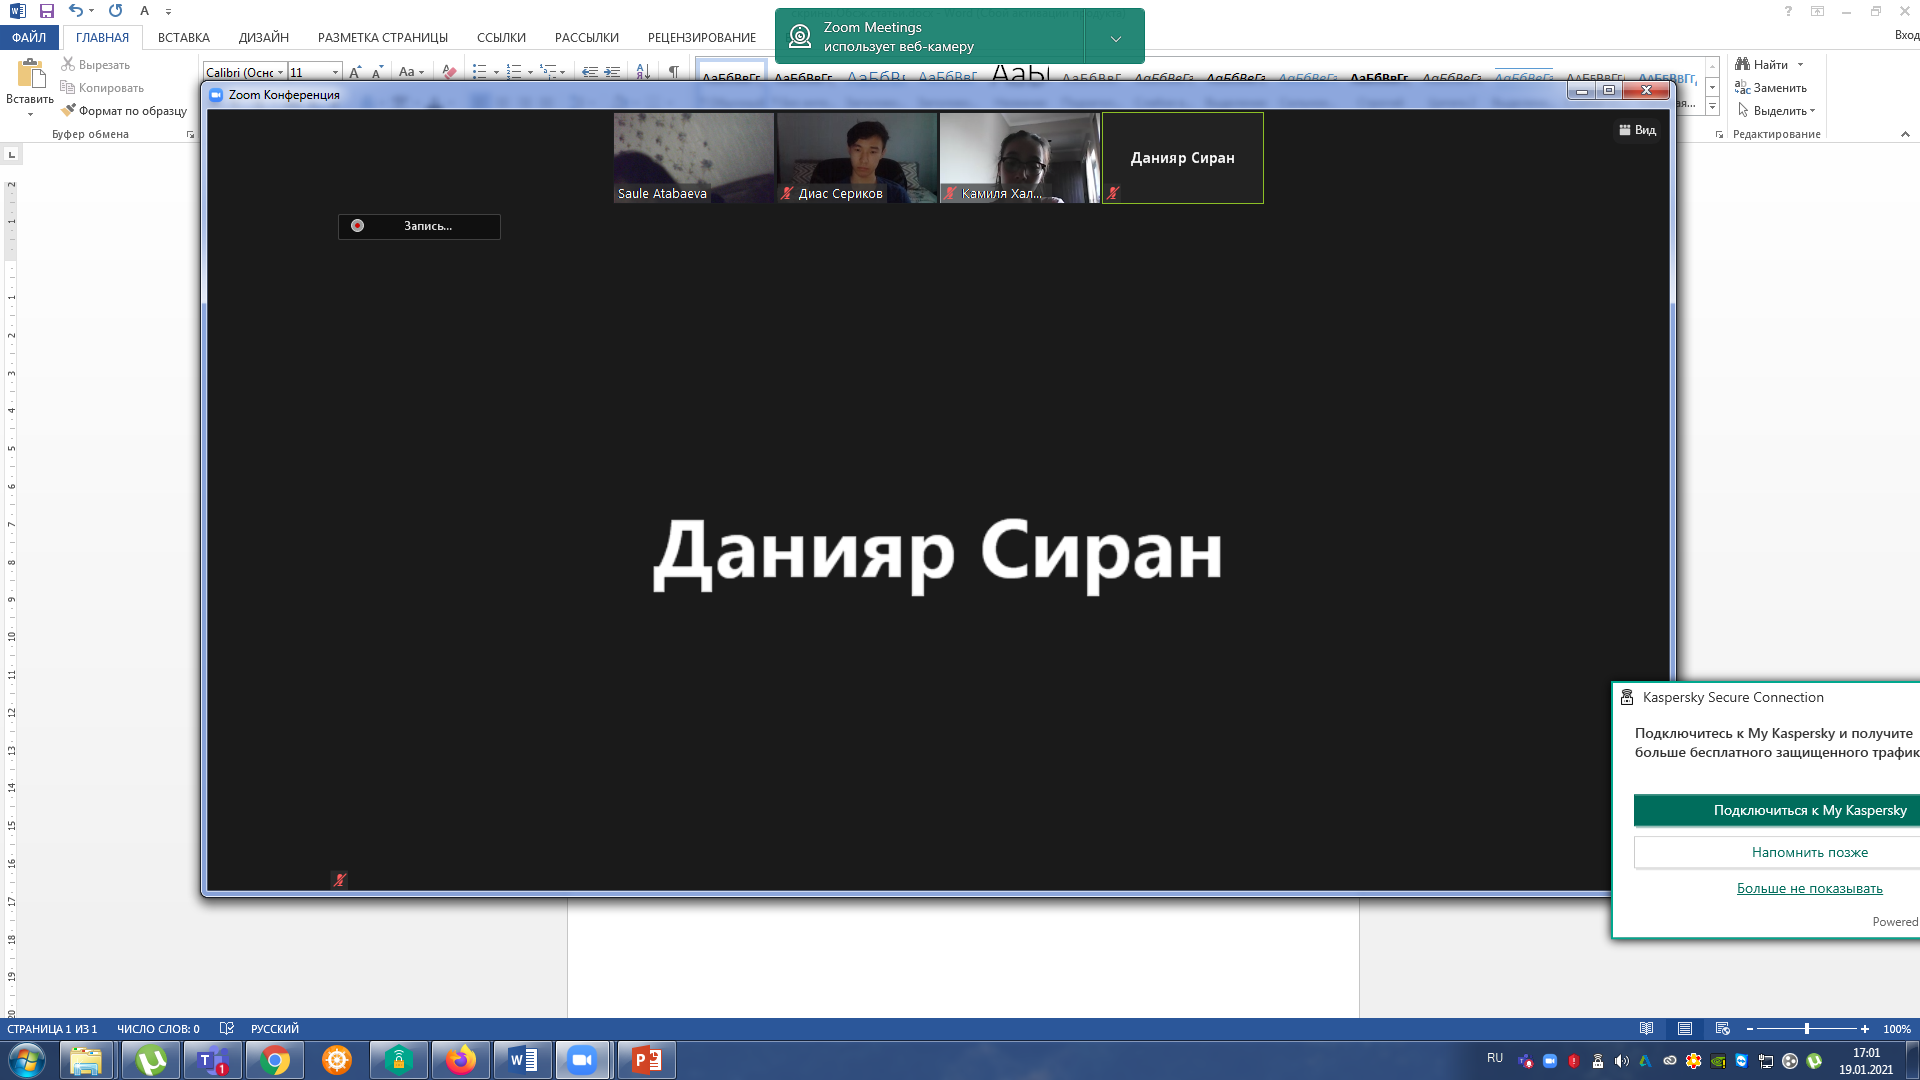 ФАЙЛ
ГЛАВНАЯ
ВСТАВКА
ДИЗАЙН
РАЗМЕТКА СТРАНИЦЫ
ССЫЛКИ
РАССЫЛКИ
РЕЦЕНЗИРОВАНИЕ
Zoom Meetings
использует веб-камеру
Вход
Вставить
Вырезать
Копировать
Формат по образцу
Буфер обмена
Calibri (Оснс
11
Найти
Заменить
Выделить
Редактирование
Zoom Конференция
Saule Atabaeva
Диас Сериков
Камиля Хал...
Данияр Сиран
Вид
Запись...
Данияр Сиран
Kaspersky Secure Connection
Подключитесь к My Kaspersky и получите
больше бесплатного защищенного трафик
Подключиться к My Kaspersky
Напомнить позже
Больше не показывать
Powered
СТРАНИЦА 1 ИЗ 1
ЧИСЛО СЛОВ: 0
РУССКИЙ
100%
RU
17:01
19.01.2021